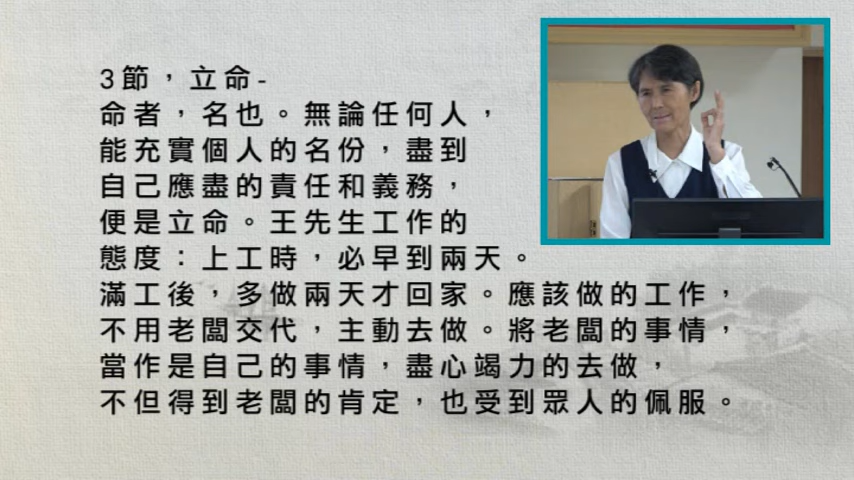 3節，立命-
命者，名也。無論任何人，
能充實個人的名份，盡到
自己應盡的責任和義務，
便是立命。王先生工作的
態度：上工時，必早到兩天。
滿工後，多做兩天才回家。應該做的工作，
不用老闆交代，主動去做。將老闆的事情，
當作是自己的事情，盡心竭力的去做，
不但得到老闆的肯定，也受到眾人的佩服。